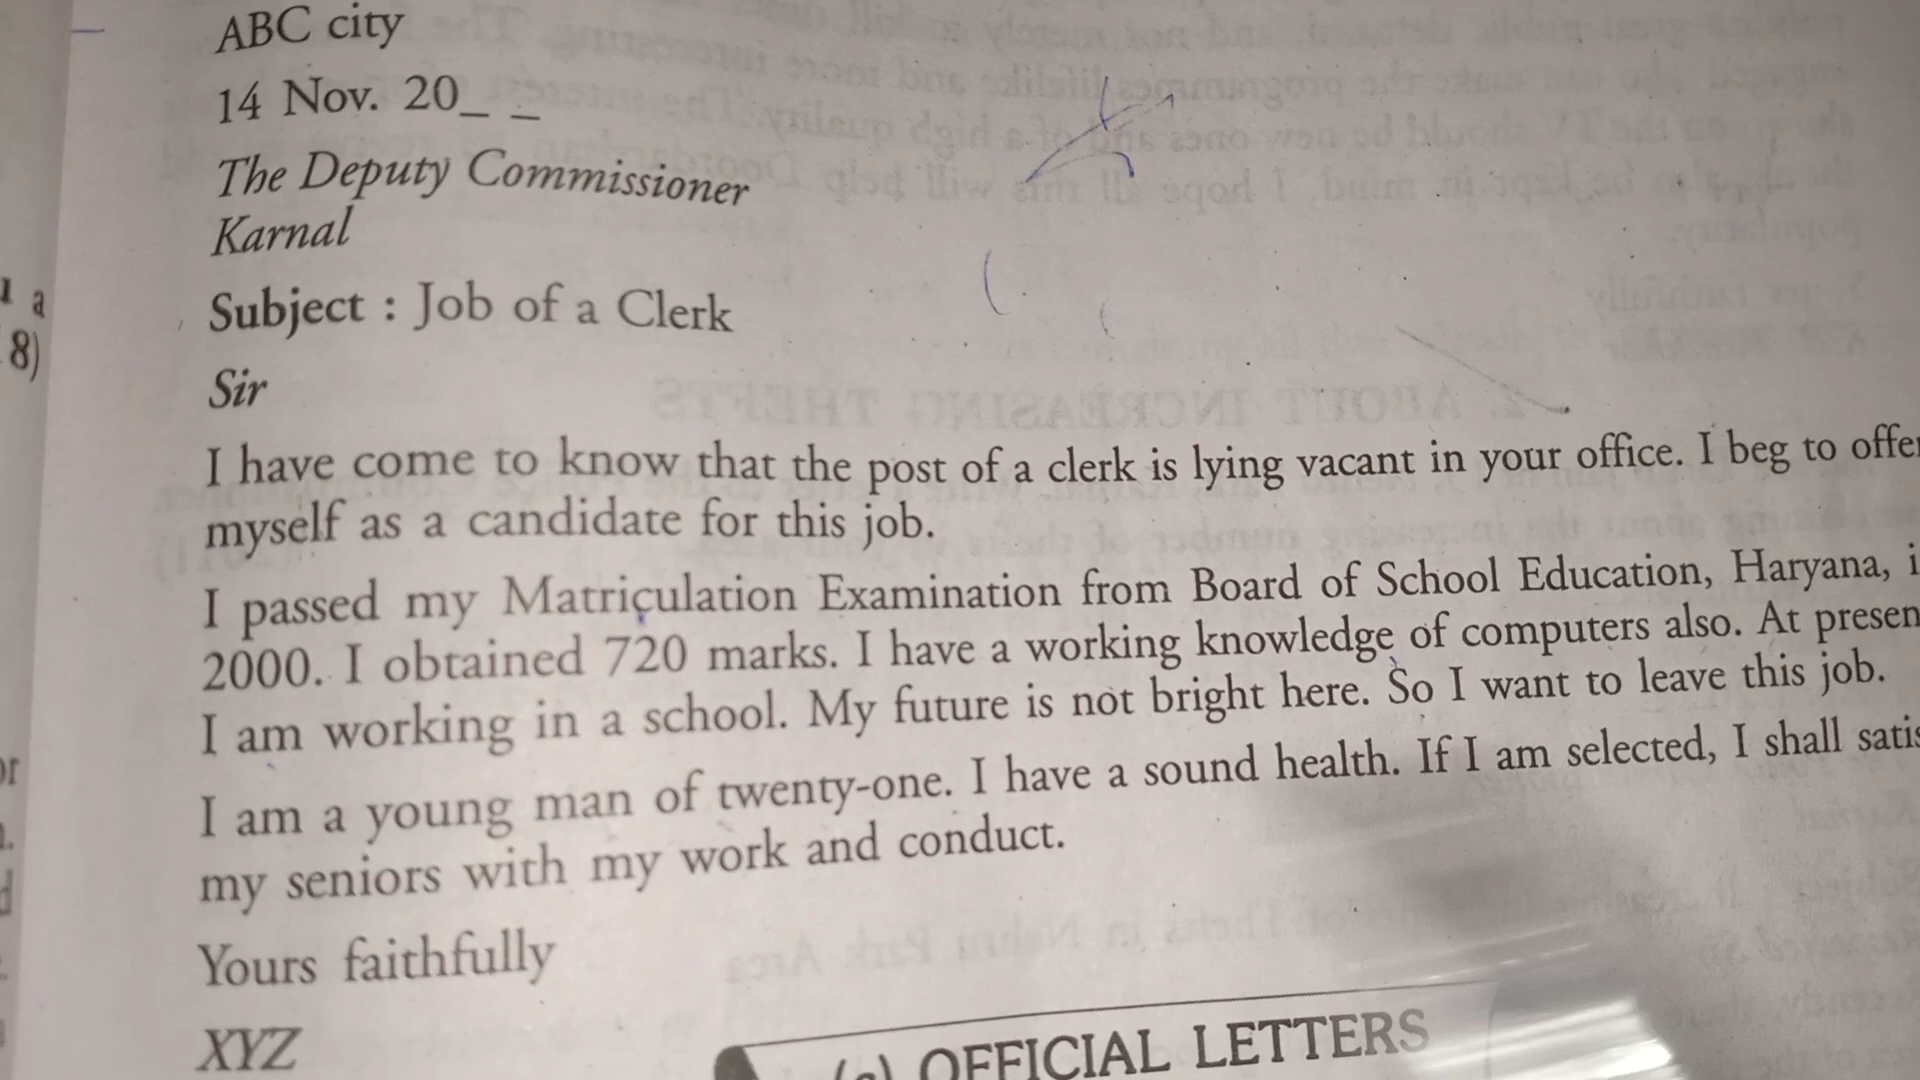 ABC city
14 Nov. 20_ _
The Deputy Commissioner
Karnal
a
8)
Subject : Job of a Clerk
Sir
I have come to know that the post of a clerk is lying vacant in your office. I beg to offer
myself as a candidate for this job.
I passed my Matriculation Examination from Board of School Education, Haryana, i
2000. I obtained 720 marks. I have a working knowledge of computers also. At presen
I am working in a school. My future is not bright here. So I want to leave this job.
I am a young man of twenty-one. I have a sound health. If I am selected, I shall satis
my seniors with my work and conduct.
Yours faithfully
XYZ
OFFICIAL LETTERS